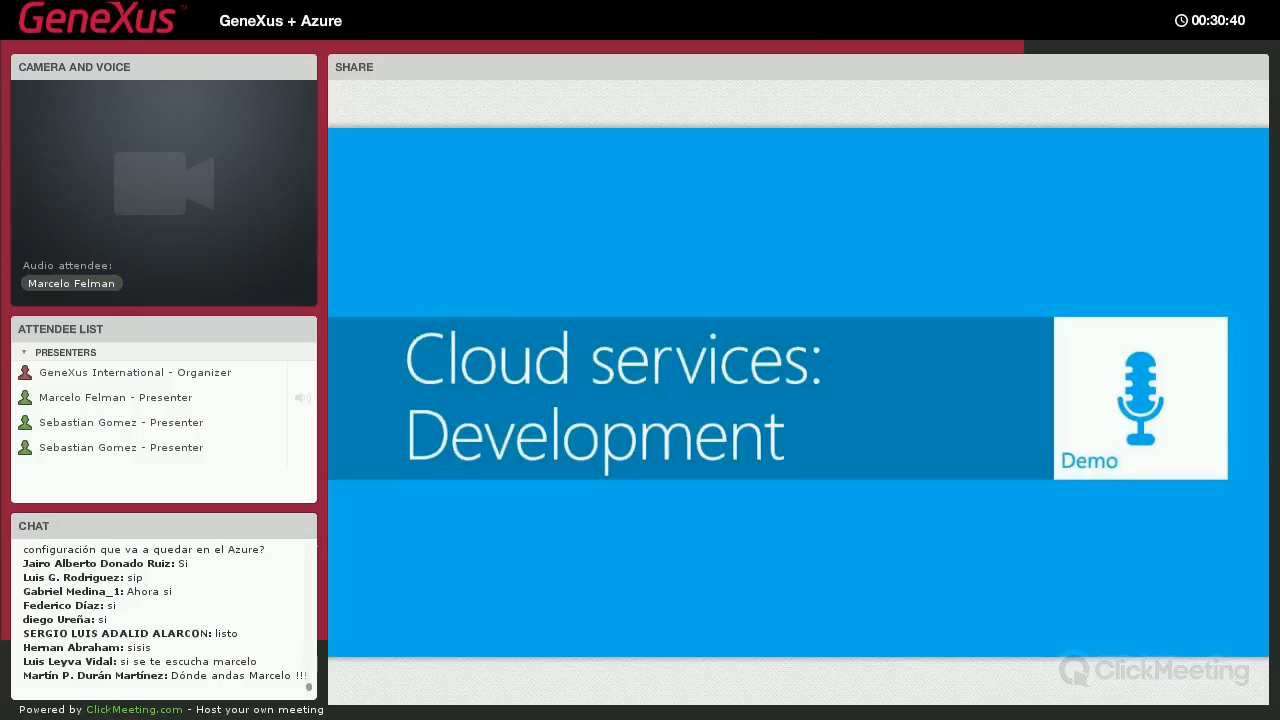 GeneXus™
GeneXus + Azure
00:30:40
CAMERA AND VOICE
Audio attendee:
Marcelo Felman
ATTENDEE LIST
PRESENTERS
GeneXus International - Organizer
Marcelo Felman - Presenter
Sebastian Gomez - Presenter
Sebastian Gomez - Presenter
CHAT
configuración que va a quedar en el Azure?
Jairo Alberto Donado Ruiz: Si
Luis G. Rodriguez: sip
Gabriel Medina_1: Ahora si
Federico Díaz: si
diego Ureña: si
SERGIO LUIS ADALID ALARCON: listo
Hernan Abraham: sisis
Luis Leyva Vidal: si se te escucha marcelo
Martín P. Durán Martínez: Dónde andas Marcelo !!!
Powered by ClickMeeting.com - Host your own meeting
SHARE
Cloud services:
Development
Demo
ClickMeeting